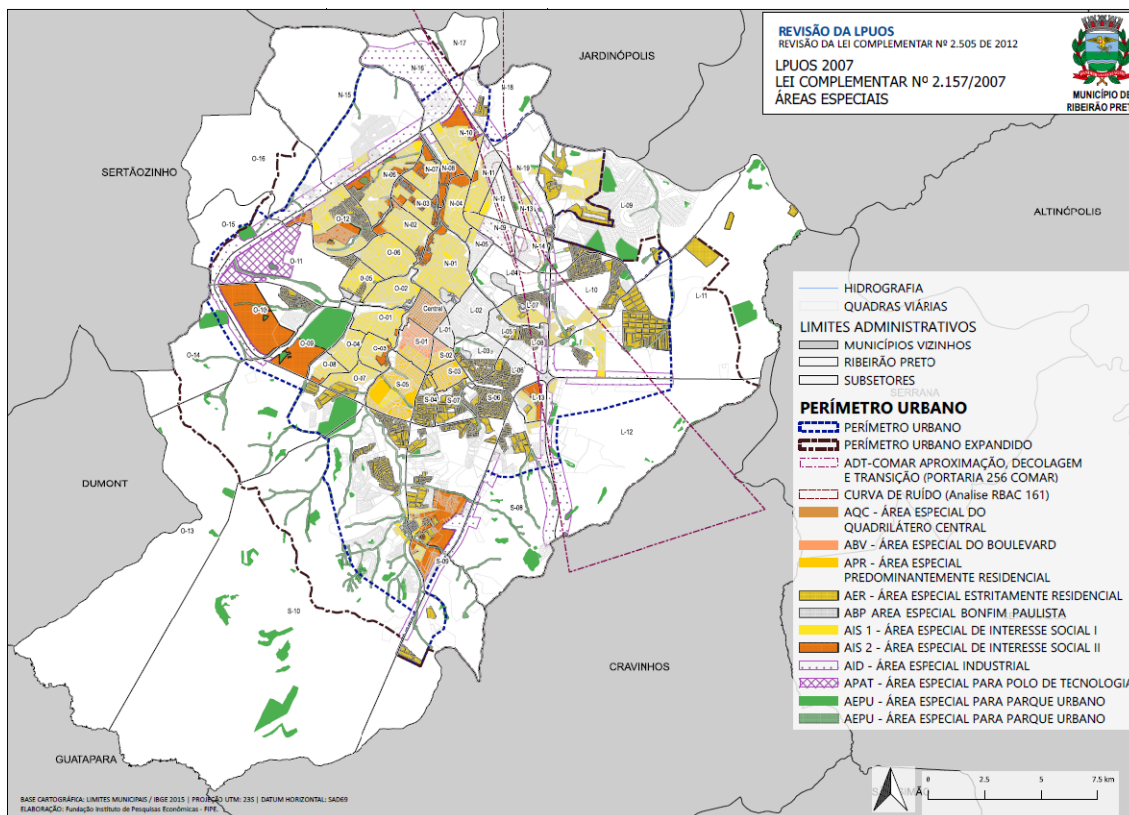 REVISÃO DA LPUOS
REVISÃO DA LEI COMPLEMENTAR Nº 2.505 DE 2012
LPUOS 2007
LEI COMPLEMENTAR Nº 2.157/2007
ÁREAS ESPECIAIS
MUNICÍPIO DE
RIBEIRÃO PRET
JARDINÓPOLIS
SERTÃOZINHO
ALTINÓPOLIS
DUMONT
GUATAPARA
CRAVINHOS
SERRANA
N-17
N-16
N-18
N-15
O-16
N-10
N-07
N-08
N-19
N-11
L-09
N-03
N-04
N-12
N-13
O-12
O-15
N-02
N-09
O-11
O-06
N-05
N-14
N-01
L-04
L-10
L-11
O-02
Central
L-02
L-07
O-01
L-01
O-04
S-01
L-03
S-02
O-14
S-03
S-05
L-13
S-04
S-07
S-06
L-12
S-08
O-13
S-09
S-10
HIDROGRAFIA
QUADRAS VIÁRIAS
LIMITES ADMINISTRATIVOS
MUNICÍPIOS VIZINHOS
RIBEIRÃO PRETO
SUBSETORES
PERÍMETRO URBANO
PERÍMETRO URBANO
PERÍMETRO URBANO EXPANDIDO
ADT-COMAR APROXIMAÇÃO, DECOLAGEM
E TRANSIÇÃO (PORTARIA 256 COMAR)
CURVA DE RUÍDO (Analise RBAC 161)
AQC - ÁREA ESPECIAL DO
QUADRILÁTERO CENTRAL
ABV - ÁREA ESPECIAL DO BOULEVARD
APR - ÁREA ESPECIAL
PREDOMINANTEMENTE RESIDENCIAL
AER - ÁREA ESPECIAL ESTRITAMENTE RESIDENCIAL
ABP AREA ESPECIAL BONFIM PAULISTA
AIS 1 - ÁREA ESPECIAL DE INTERESSE SOCIAL I
AIS 2 - ÁREA ESPECIAL DE INTERESSE SOCIAL II
AID - ÁREA ESPECIAL INDUSTRIAL
APAT - ÁREA ESPECIAL PARA POLO DE TECNOLOGIA
AEPU - ÁREA ESPECIAL PARA PARQUE URBANO
AEPU - ÁREA ESPECIAL PARA PARQUE URBANO
0 2.5 5 7.5 km
BASE CARTOGRÁFICA: LIMITES MUNICIPAIS / IBGE 2015 | PROJEÇÃO UTM: 23S | DATUM HORIZONTAL: SAD69
ELABORAÇÃO: Fundação Instituto de Pesquisas Econômicas - FIPE.